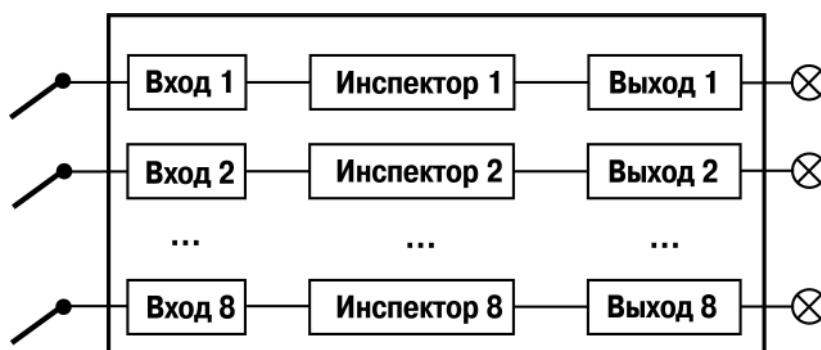 Вход 1 Инспектор 1 Выход 1
Вход 2 Инспектор 2 Выход 2
... ... ...
Вход 8 Инспектор 8 Выход 8